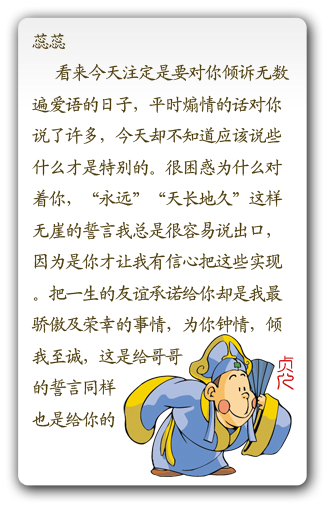 蕊蕊
看来今天注定是要对你倾诉无数
遍爱语的日子，平时煽情的话对你
说了许多，今天却不知道应该说些
什么才是特别的。很困惑为什么对
着你，“永远”“天长地久”这样
无崖的誓言我总是很容易说出口，
因为是你才让我有信心把这些实现
。把一生的友谊承诺给你却是我最
骄傲及荣幸的事情，为你钟情，倾
我至诚，这是给哥哥
的誓言同样
也是给你的